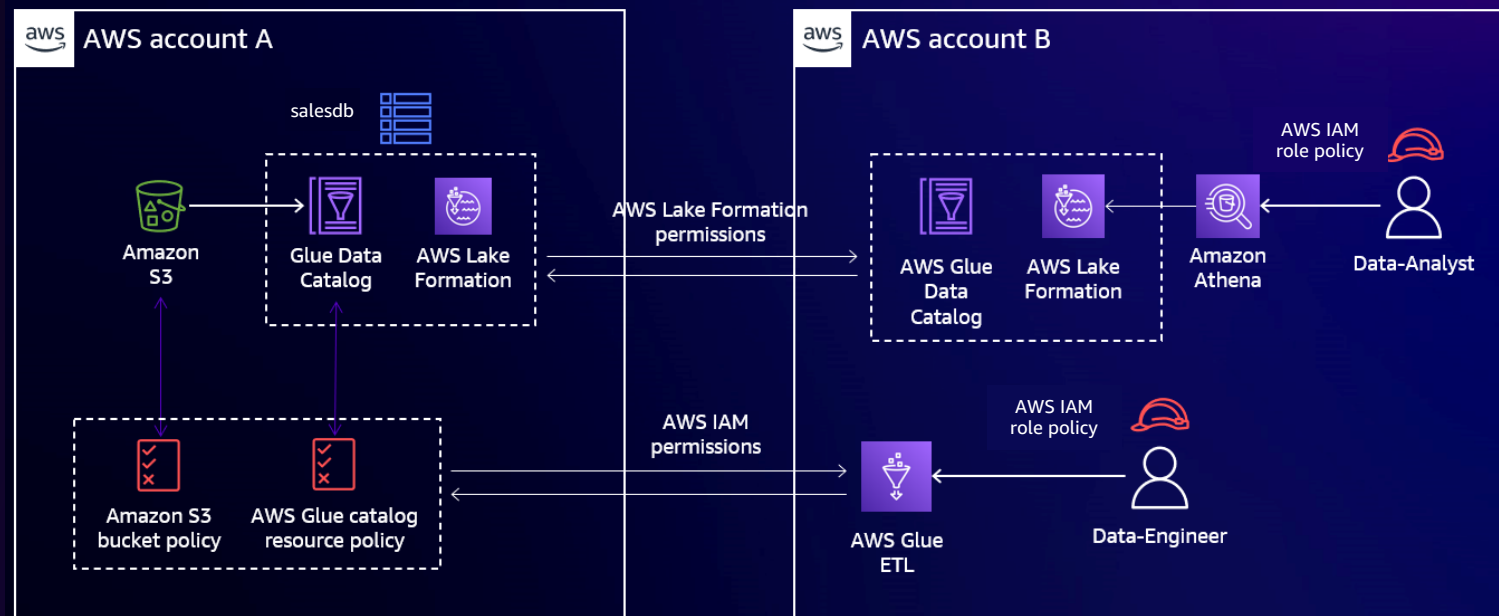 aws
AWS account A
aws
AWS account B
salesdb
AWS IAM
role policy
Amazon
S3
Glue Data
Catalog
AWS Lake
Formation
AWS Lake Formation
permissions
AWS Glue
Data
Catalog
AWS Lake
Formation
Amazon
Athena
Data-Analyst
AWS IAM
permissions
AWS IAM
role policy
Amazon S3
bucket policy
AWS Glue catalog
resource policy
AWS Glue
ETL
Data-Engineer